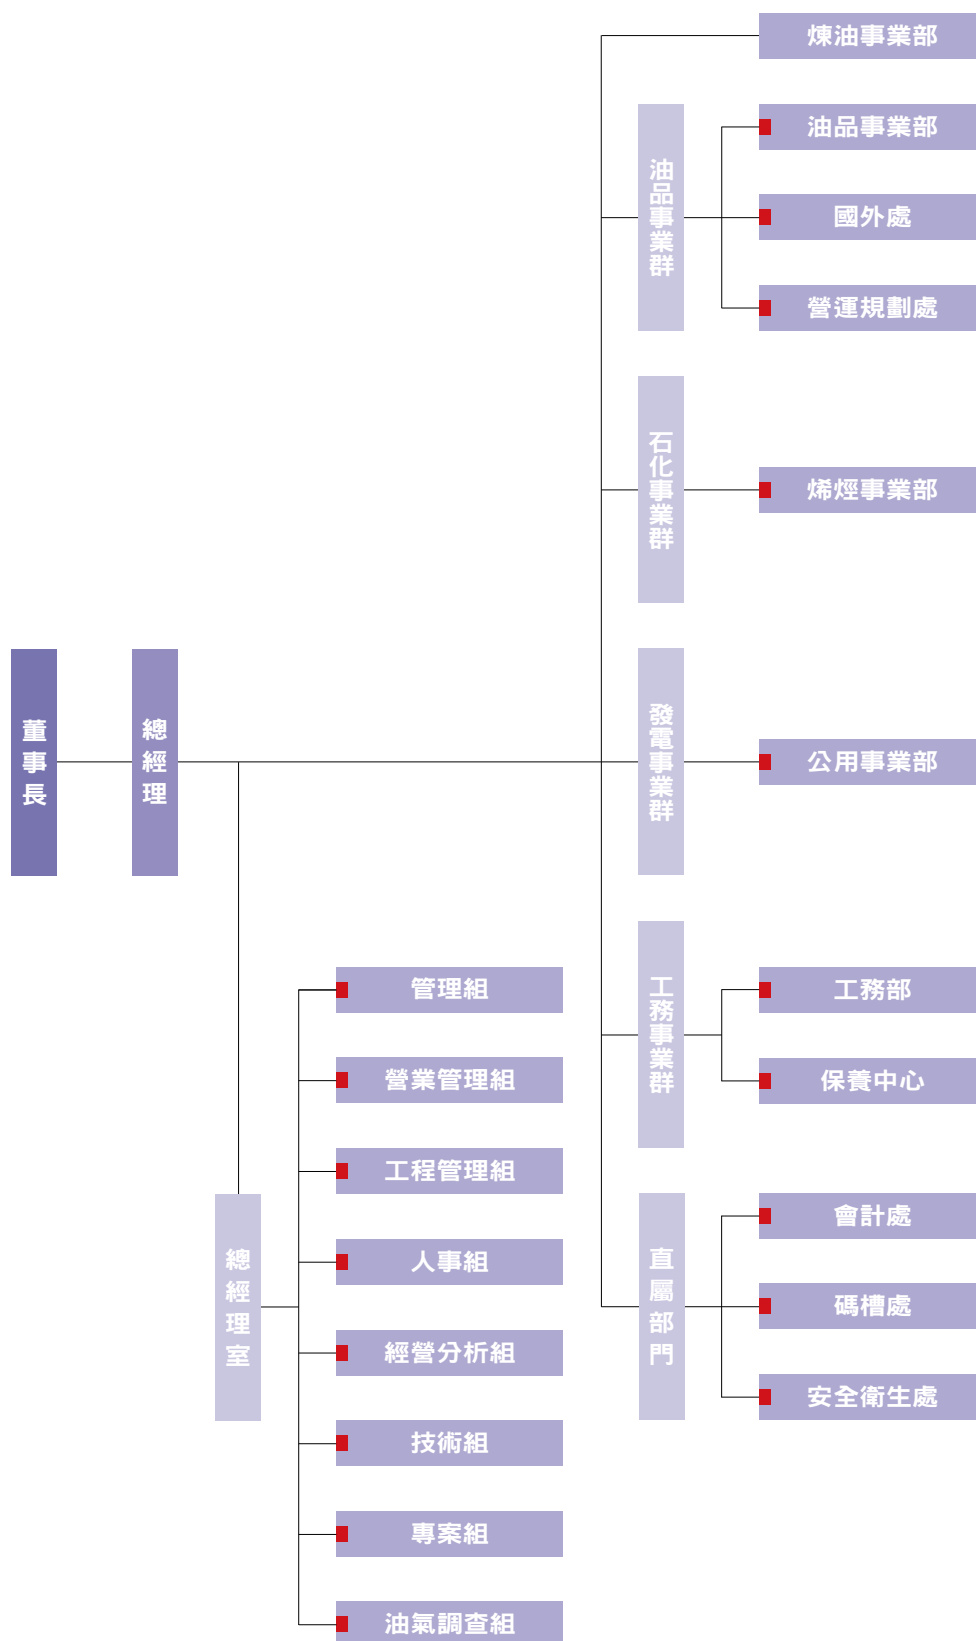 董事長
總經理
總經理室
管理組
營業管理組
工程管理組
人事組
經營分析組
技術組
專案組
油氣調查組
煉油事業部
油品事業群
油品事業部
國外處
營運規劃處
石化事業群
烯烴事業部
發電事業群
公用事業部
工務事業群
工務部
保養中心
直屬部門
會計處
碼槽處
安全衛生處